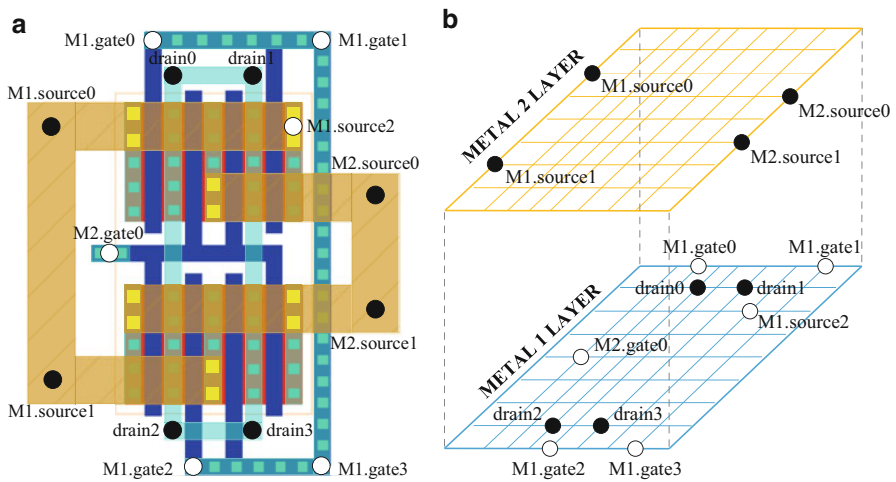 a
M1.gate0
M1.gate1
drain0
drain1
M1.source0
M1.source2
M2.source0
M2.gate0
M2.source1
M1.source1
drain2
drain3
M1.gate2
M1.gate3
b
METAL 2 LAYER
M1.source0
M2.source0
M2.source1
M1.source1
METAL 1 LAYER
M1.gate0
M1.gate1
drain0
drain1
M1.source2
M2.gate0
drain2
drain3
M1.gate2
M1.gate3